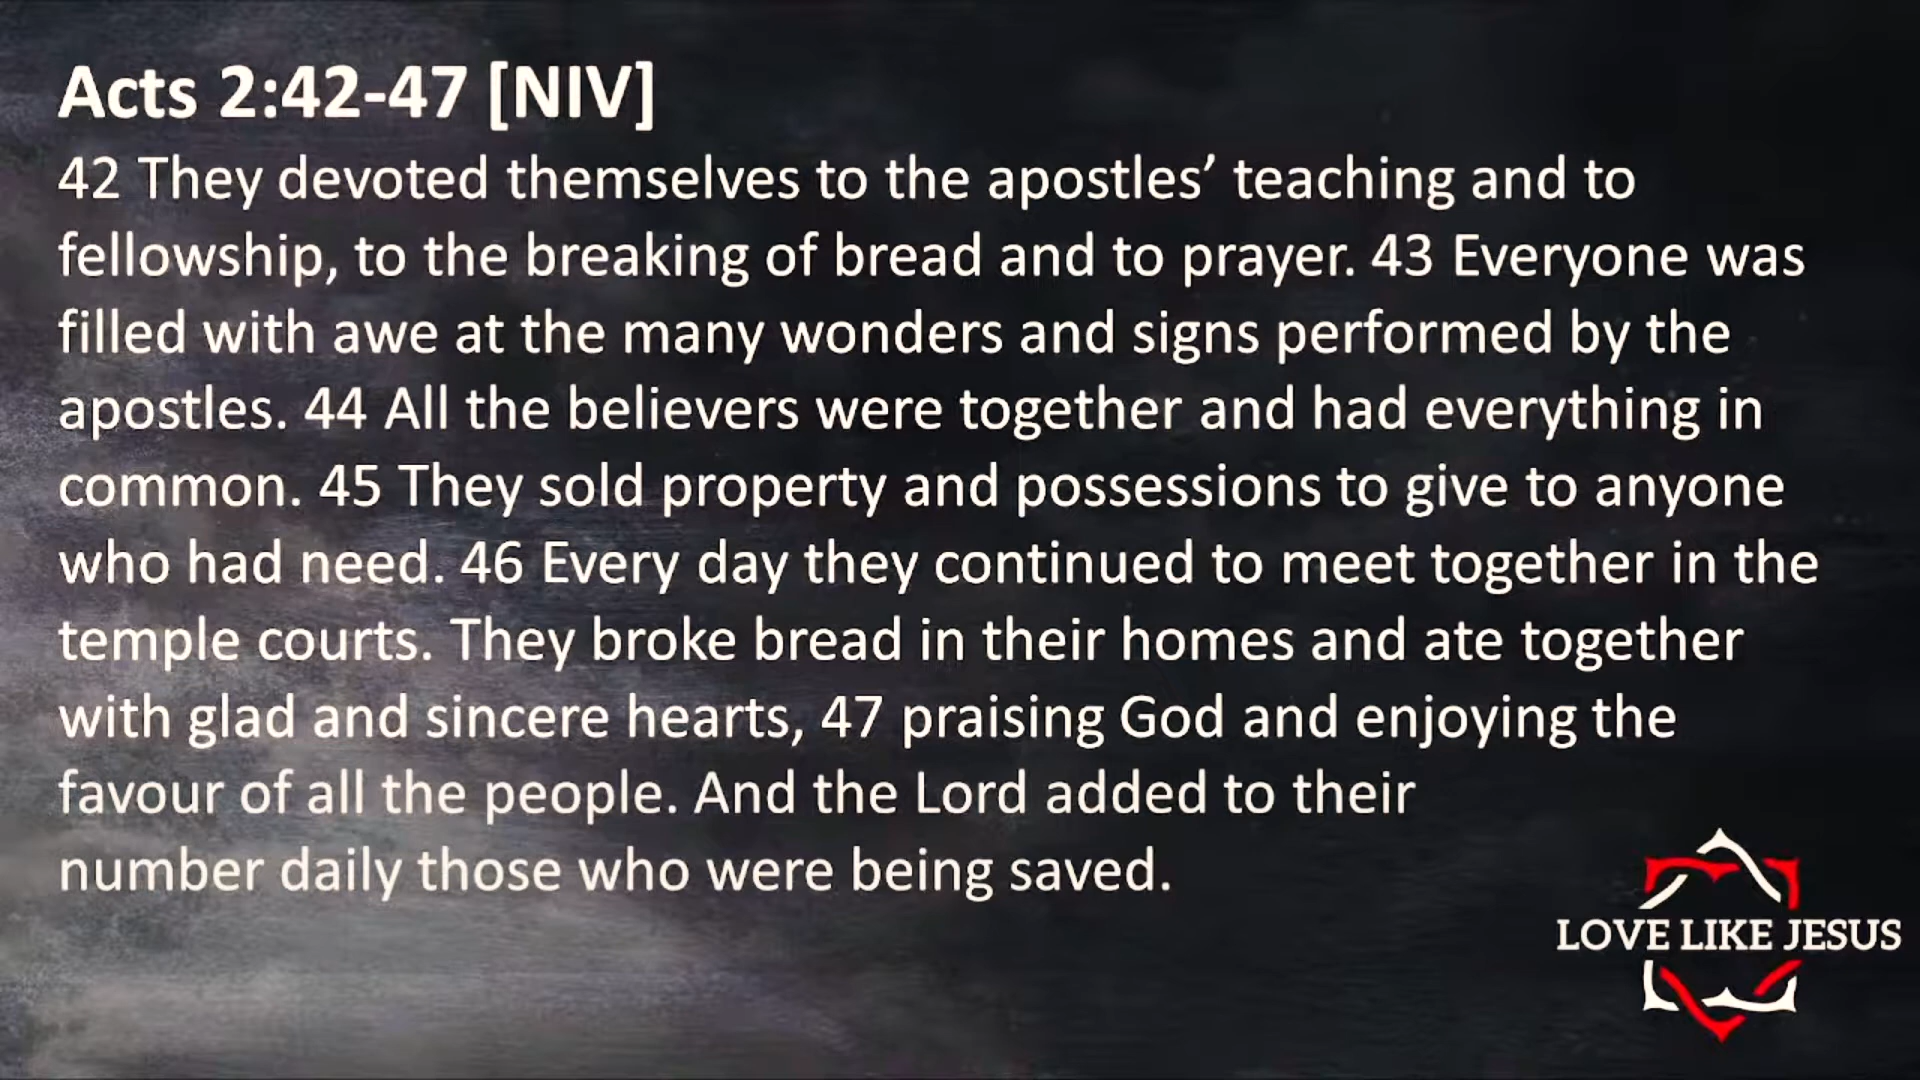 Acts 2:42-47 [NIV]
42 They devoted themselves to the apostles’ teaching and to
fellowship, to the breaking of bread and to prayer. 43 Everyone was
filled with awe at the many wonders and signs performed by the
apostles. 44 All the believers were together and had everything in
common. 45 They sold property and possessions to give to anyone
who had need. 46 Every day they continued to meet together in the
temple courts. They broke bread in their homes and ate together
with glad and sincere hearts, 47 praising God and enjoying the
favour of all the people. And the Lord added to their
number daily those who were being saved.
LOVE LIKE JESUS